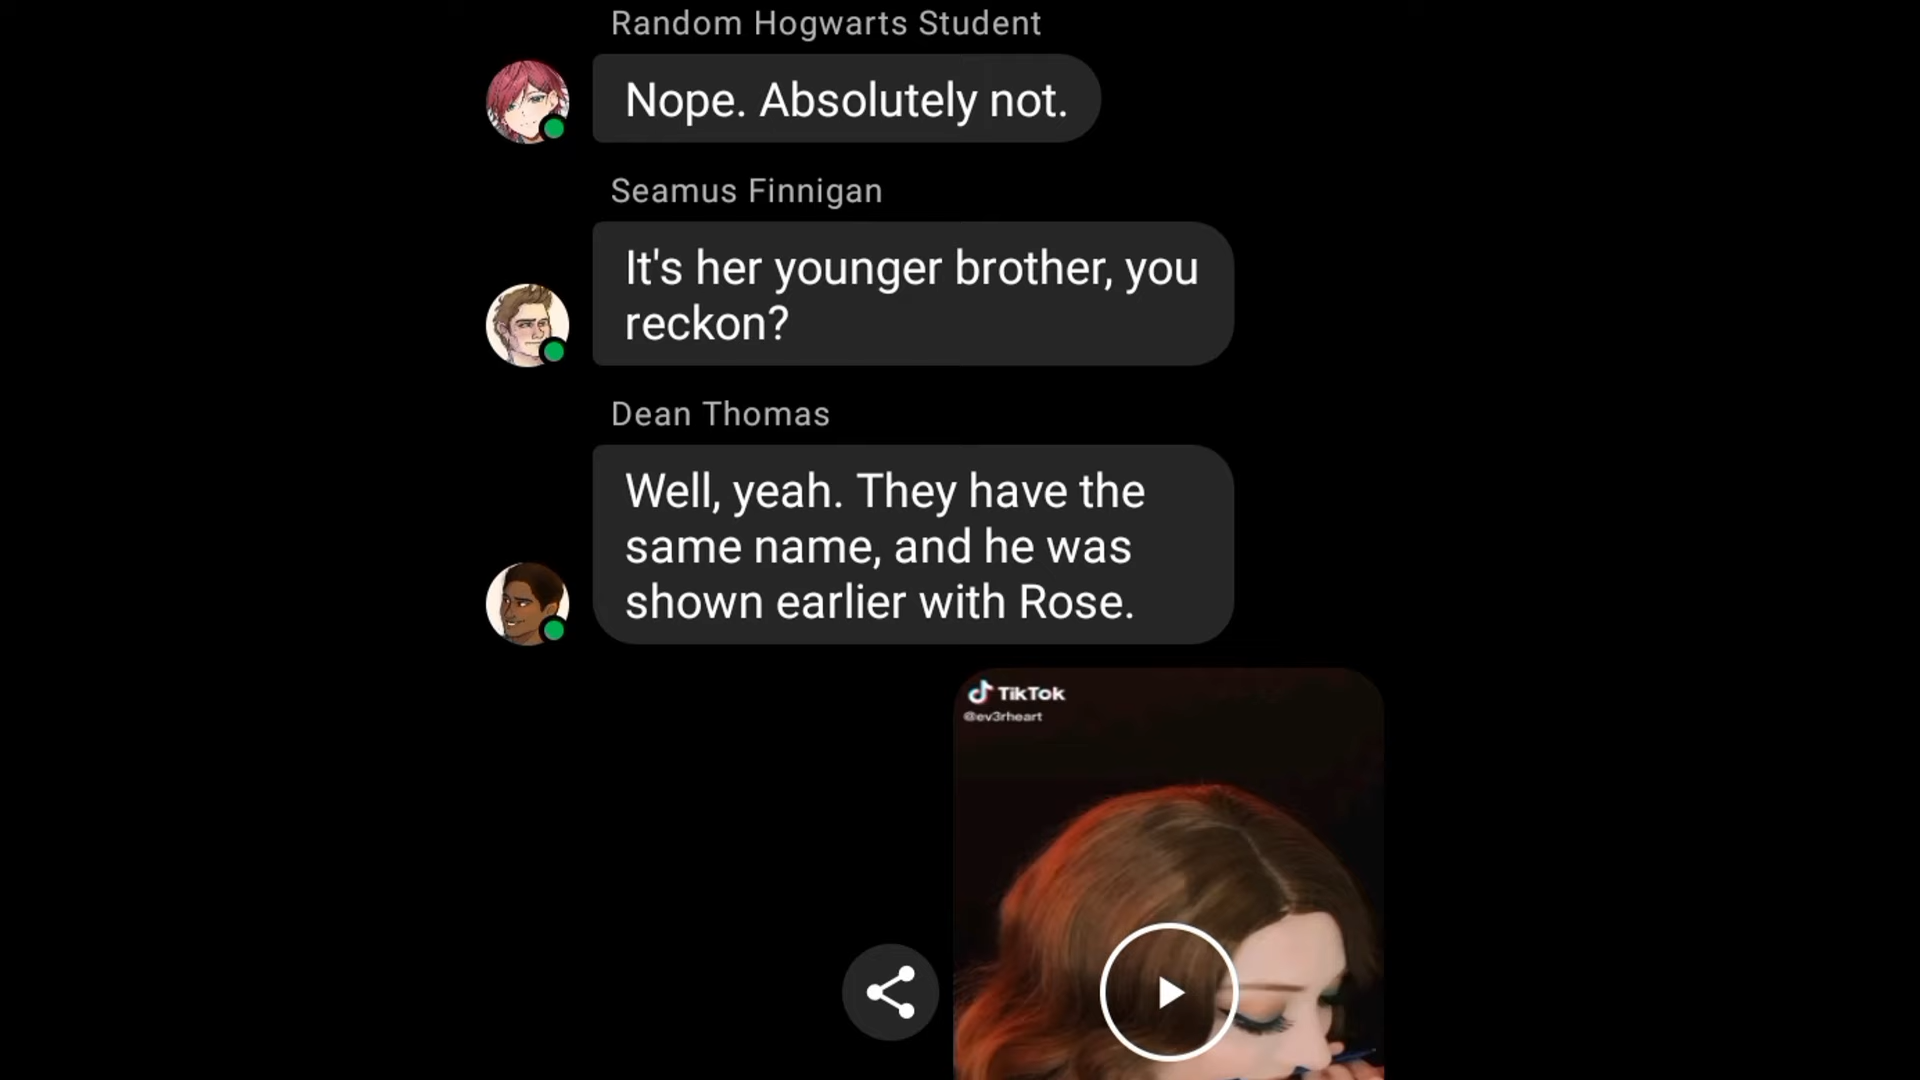 Random Hogwarts Student
Nope. Absolutely not.
Seamus Finnigan
It's her younger brother, you
reckon?
Dean Thomas
Well, yeah. They have the
same name, and he was
shown earlier with Rose.
TikTok
@ev3rheart